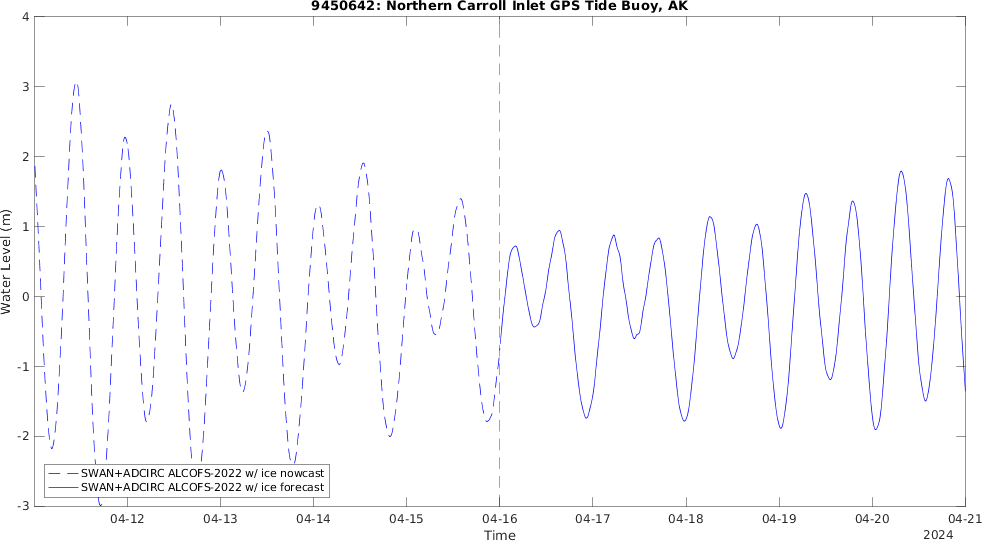 9450642: Northern Carroll Inlet GPS Tide Buoy, AK
4
3
2
1
0
-1
-2
-3
Water Level (m)
SWAN+ADCIRC ALCOFS-2022 w/ ice nowcast
SWAN+ADCIRC ALCOFS-2022 w/ ice forecast
04-12 04-13 04-14 04-15 04-16 04-17 04-18 04-19 04-20 04-21
Time
2024